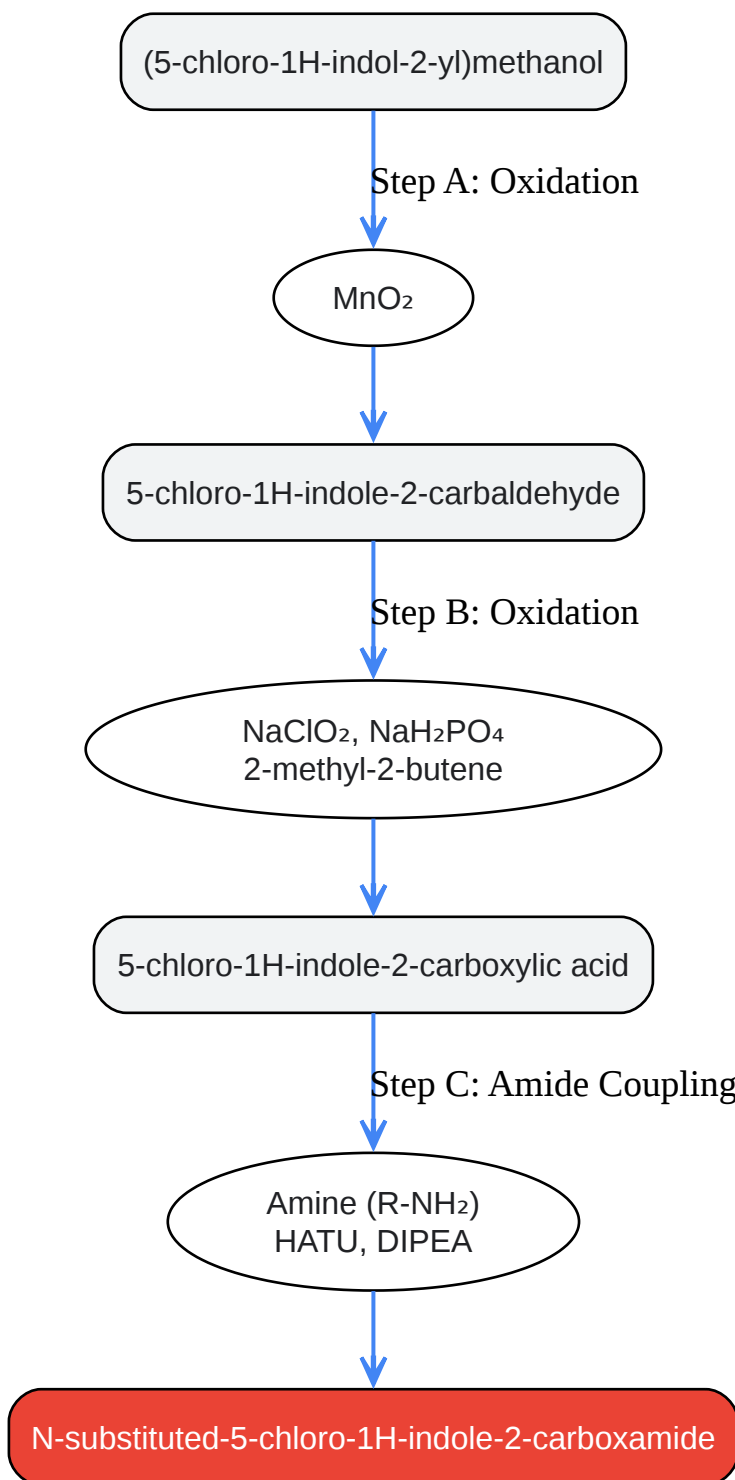 (5-chloro-1H-indol-2-yl)methanol
Step A: Oxidation
MnO₂
5-chloro-1H-indole-2-carbaldehyde
Step B: Oxidation
NaClO₂, NaH₂PO₄
2-methyl-2-butene
5-chloro-1H-indole-2-carboxylic acid
Step C: Amide Coupling
Amine (R-NH₂)
HATU, DIPEA
N-substituted-5-chloro-1H-indole-2-carboxamide